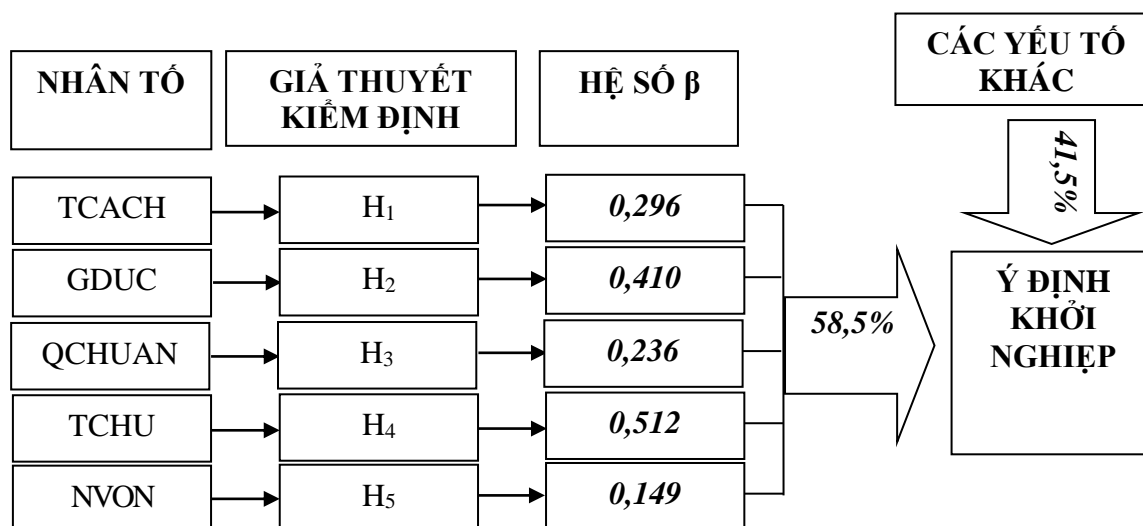 NHÂN TỐ
GIẢ THUYẾT
KIỂM ĐỊNH
HỆ SỐ β
CÁC YẾU TỐ
KHÁC
41,5%
TCACH
H₁
0,296
GDUC
H₂
0,410
QCHUAN
H₃
0,236
TCHU
H₄
0,512
NVON
H₅
0,149
58,5%
Ý ĐỊNH
KHỞI
NGHIỆP